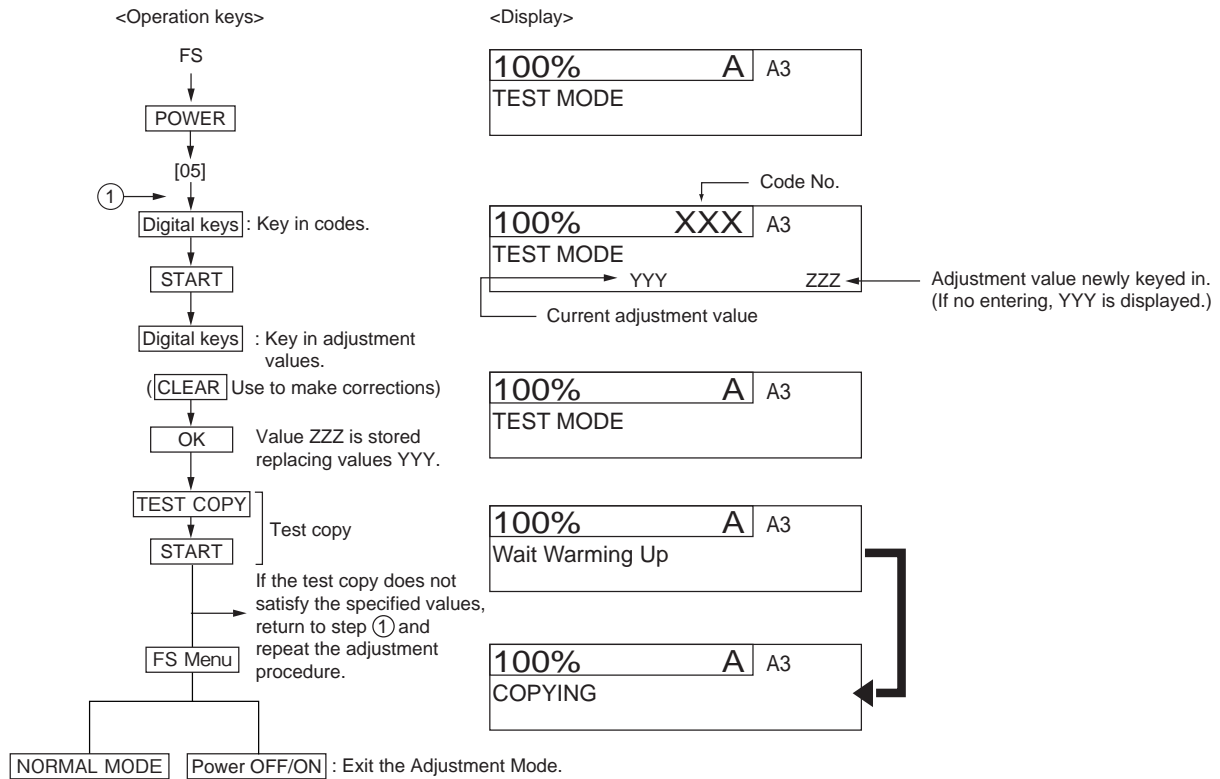 <Operation keys>
<Display>
FS
POWER
[05]
1
Digital keys : Key in codes.
START
Digital keys : Key in adjustment
values.
(CLEAR Use to make corrections)
OK
Value ZZZ is stored
replacing values YYY.
TEST COPY
START
Test copy
If the test copy does not
satisfy the specified values,
return to step 1 and
repeat the adjustment
procedure.
FS Menu
NORMAL MODE
Power OFF/ON : Exit the Adjustment Mode.
100% A A3
TEST MODE
Code No.
100% XXX A3
TEST MODE
YYY ZZZ
Adjustment value newly keyed in.
(If no entering, YYY is displayed.)
Current adjustment value
100% A A3
TEST MODE
100% A A3
Wait Warming Up
100% A A3
COPYING